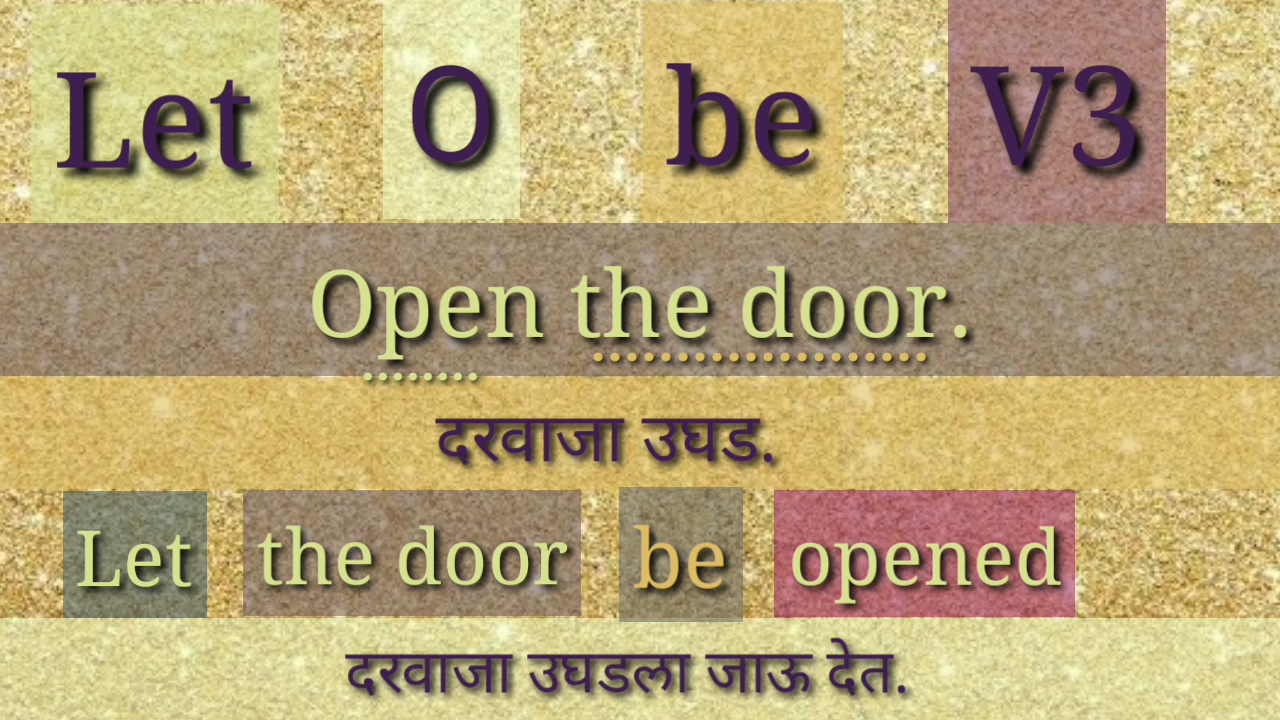 Let O be V3
Open the door.
दरवाजा उघड.
Let the door be opened
दरवाजा उघडला जाऊ देत.